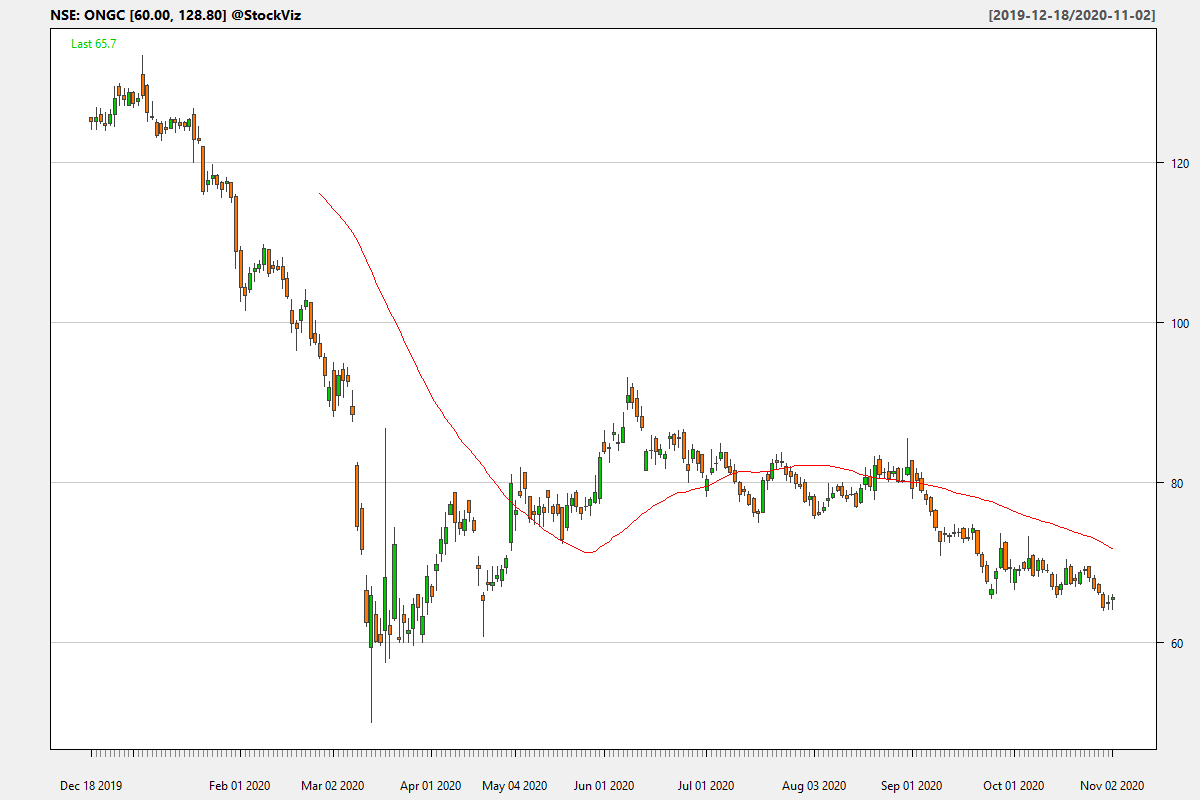 NSE: ONGC [60.00, 128.80] @StockViz
[2019-12-18/2020-11-02]
Last 65.7
120
100
80
60
Dec 18 2019 Feb 01 2020 Mar 02 2020 Apr 01 2020 May 04 2020 Jun 01 2020 Jul 01 2020 Aug 03 2020 Sep 01 2020 Oct 01 2020 Nov 02 2020